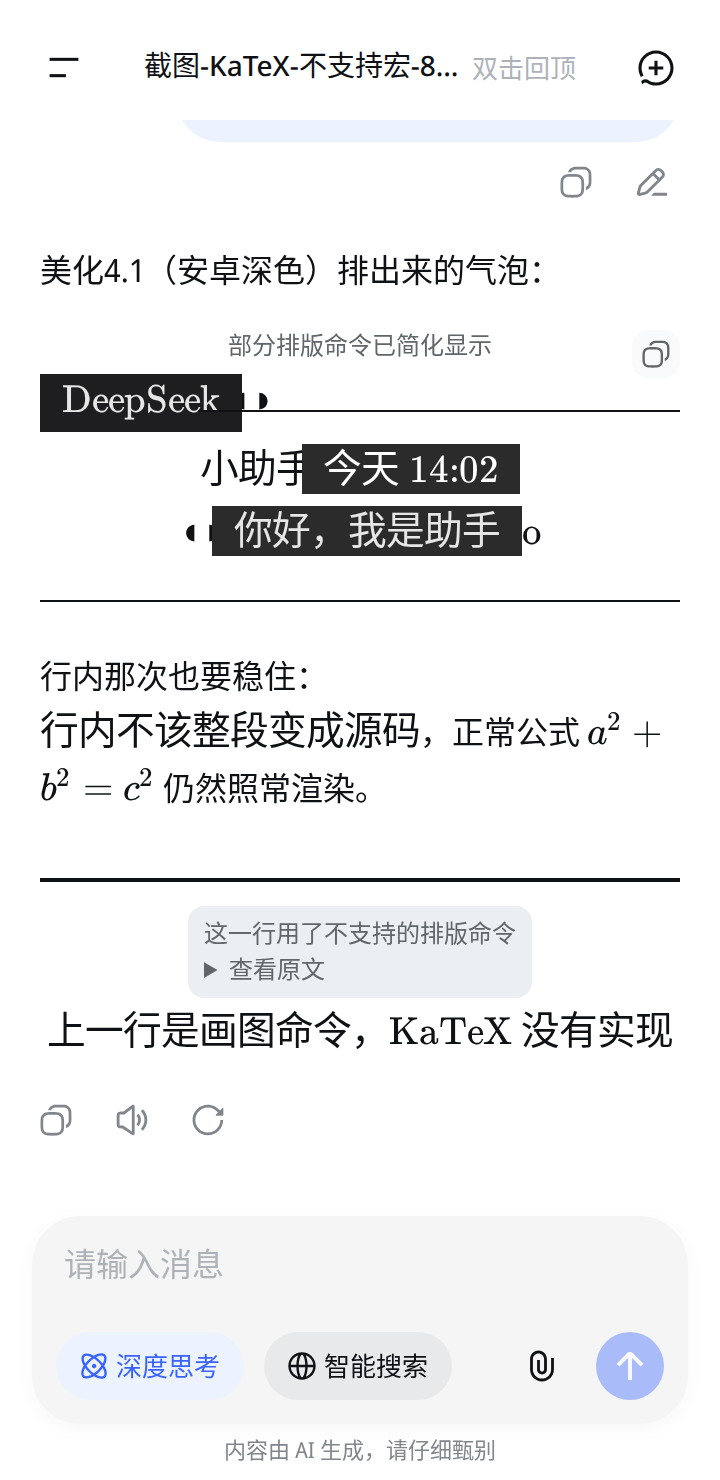 截图-KaTeX-不支持宏-8... 双击回顶
美化4.1（安卓深色）排出来的气泡：
部分排版命令已简化显示
DeepSeek
小助手 今天 14:02
你好，我是助手 o
行内那次也要稳住：
行内不该整段变成源码，正常公式 a² +
b² = c² 仍然照常渲染。
这一行用了不支持的排版命令
▶ 查看原文
上一行是画图命令，KaTeX 没有实现
请输入消息
深度思考 智能搜索
内容由 AI 生成，请仔细甄别